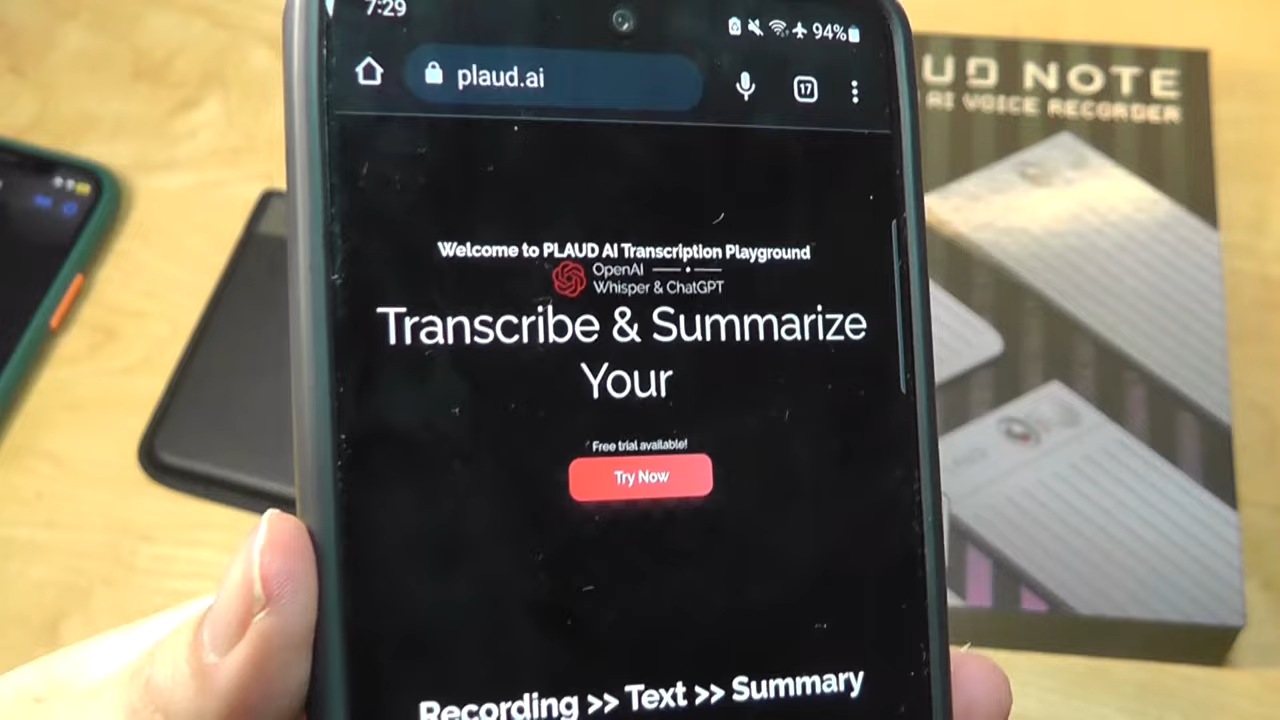 7:29
94%
plaud.ai
17
UD NOTE
AI VOICE RECORDER
Welcome to PLAUD AI Transcription Playground
OpenAI
Whisper & ChatGPT
Transcribe & Summarize
Your
Free trial available!
Try Now
Recording >> Text >> Summary